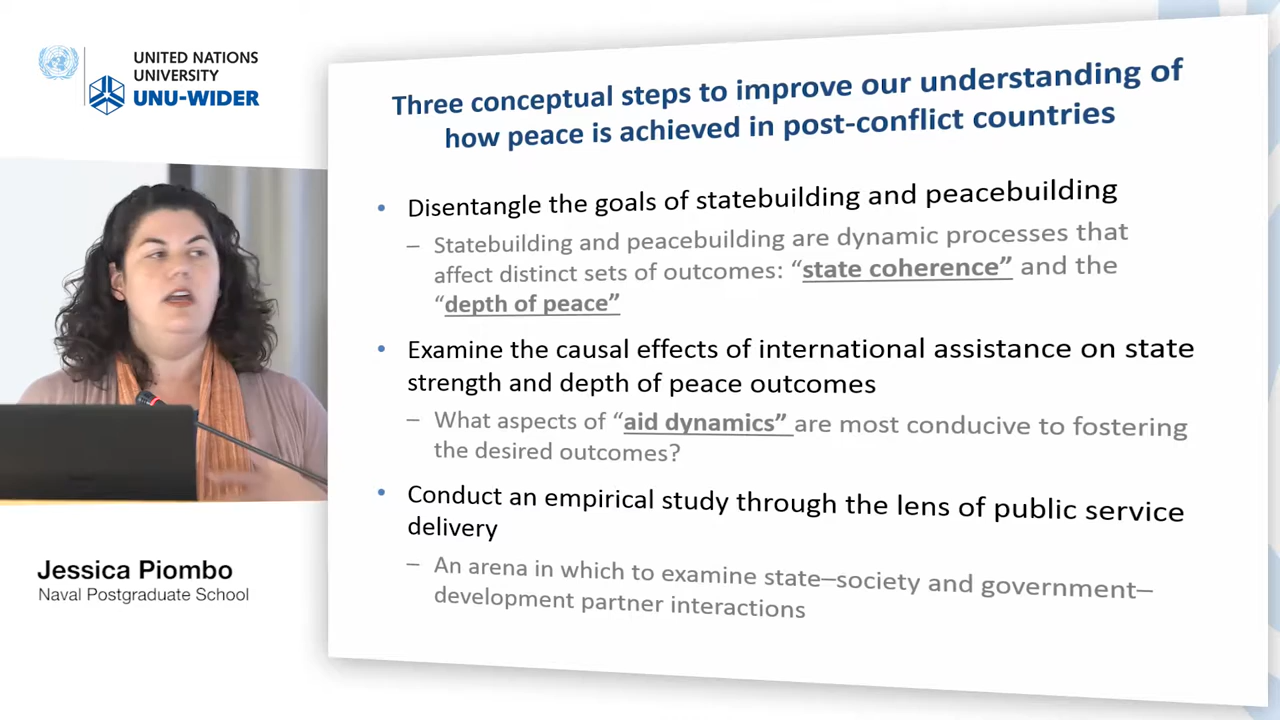 UNITED NATIONS
UNIVERSITY
UNU-WIDER
Three conceptual steps to improve our understanding of
how peace is achieved in post-conflict countries
• Disentangle the goals of statebuilding and peacebuilding
– Statebuilding and peacebuilding are dynamic processes that
affect distinct sets of outcomes: “state coherence” and the
“depth of peace”
• Examine the causal effects of international assistance on state
strength and depth of peace outcomes
– What aspects of “aid dynamics” are most conducive to fostering
the desired outcomes?
• Conduct an empirical study through the lens of public service
delivery
– An arena in which to examine state–society and government–
development partner interactions
Jessica Piombo
Naval Postgraduate School